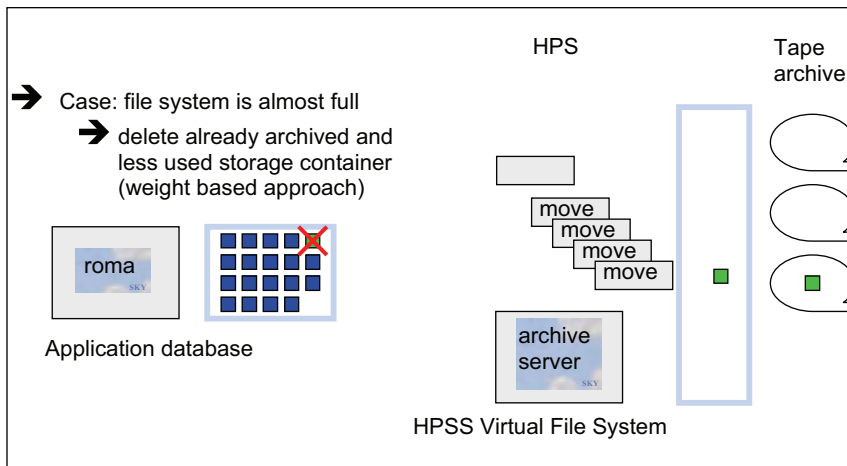 HPS
Tape
archive
Case: file system is almost full
delete already archived and
less used storage container
(weight based approach)
move
move
move
move
roma
SKY
Application database
archive
server
SKY
HPSS Virtual File System